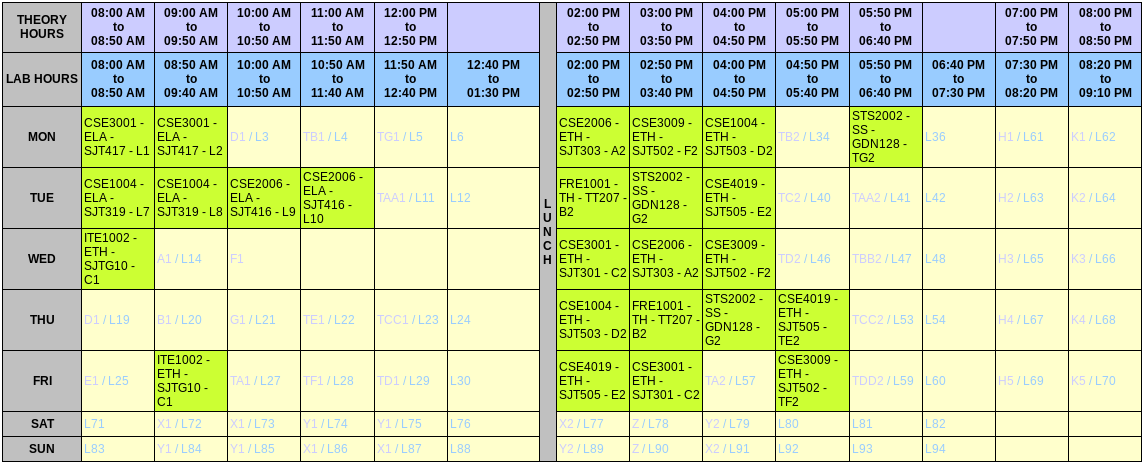 THEORY
HOURS
08:00 AM
to
08:50 AM
09:00 AM
to
09:50 AM
10:00 AM
to
10:50 AM
11:00 AM
to
11:50 AM
12:00 PM
to
12:50 PM
L
U
N
C
H
02:00 PM
to
02:50 PM
03:00 PM
to
03:50 PM
04:00 PM
to
04:50 PM
05:00 PM
to
05:50 PM
05:50 PM
to
06:40 PM
07:00 PM
to
07:50 PM
08:00 PM
to
08:50 PM
LAB HOURS
08:00 AM
to
08:50 AM
08:50 AM
to
09:40 AM
10:00 AM
to
10:50 AM
10:50 AM
to
11:40 AM
11:50 AM
to
12:40 PM
12:40 PM
to
01:30 PM
02:00 PM
to
02:50 PM
02:50 PM
to
03:40 PM
04:00 PM
to
04:50 PM
04:50 PM
to
05:40 PM
05:50 PM
to
06:40 PM
06:40 PM
to
07:30 PM
07:30 PM
to
08:20 PM
08:20 PM
to
09:10 PM
MON
CSE3001 -
ELA -
SJT417 - L1
CSE3001 -
ELA -
SJT417 - L2
D1 / L3
TB1 / L4
TG1 / L5
L6
CSE2006 -
ETH -
SJT303 - A2
CSE3009 -
ETH -
SJT502 - F2
CSE1004 -
ETH -
SJT503 - D2
TB2 / L34
STS2002 -
SS -
GDN128 -
TG2
L36
H1 / L61
K1 / L62
TUE
CSE1004 -
ELA -
SJT319 - L7
CSE1004 -
ELA -
SJT319 - L8
CSE2006 -
ELA -
SJT416 - L9
CSE2006 -
ELA -
SJT416 -
L10
TAA1 / L11
L12
FRE1001 -
TH - TT207 -
B2
STS2002 -
SS -
GDN128 -
G2
CSE4019 -
ETH -
SJT505 - E2
TC2 / L40
TAA2 / L41
L42
H2 / L63
K2 / L64
WED
ITE1002 -
ETH -
SJTG10 -
C1
A1 / L14
F1
CSE3001 -
ETH -
SJT301 - C2
CSE2006 -
ETH -
SJT303 - A2
CSE3009 -
ETH -
SJT502 - F2
TD2 / L46
TBB2 / L47
L48
H3 / L65
K3 / L66
THU
D1 / L19
B1 / L20
G1 / L21
TE1 / L22
TCC1 / L23
L24
CSE1004 -
ETH -
SJT503 - D2
FRE1001 -
TH - TT207 -
B2
STS2002 -
SS -
GDN128 -
G2
CSE4019 -
ETH -
SJT505 -
TE2
TCC2 / L53
L54
H4 / L67
K4 / L68
FRI
E1 / L25
ITE1002 -
ETH -
SJTG10 -
C1
TA1 / L27
TF1 / L28
TD1 / L29
L30
CSE4019 -
ETH -
SJT505 - E2
CSE3001 -
ETH -
SJT301 - C2
TA2 / L57
CSE3009 -
ETH -
SJT502 -
TF2
TDD2 / L59
L60
H5 / L69
K5 / L70
SAT
L71
X1 / L72
X1 / L73
Y1 / L74
Y1 / L75
L76
X2 / L77
Z / L78
Y2 / L79
L80
L81
L82
SUN
L83
Y1 / L84
Y1 / L85
X1 / L86
X1 / L87
L88
Y2 / L89
Z / L90
X2 / L91
L92
L93
L94